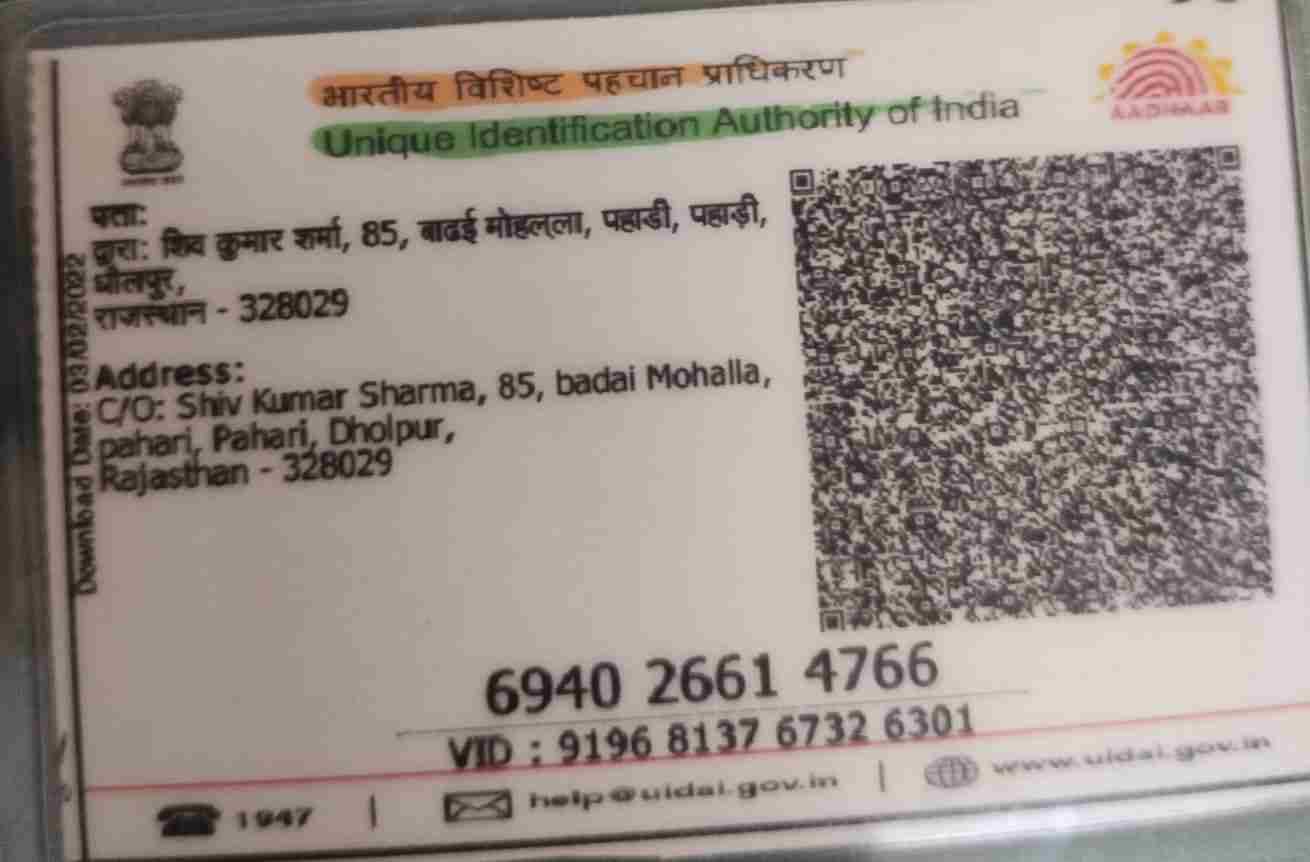 भारतीय विशिष्ट पहचान प्राधिकरण
Unique Identification Authority of India
AADHAAR
पता:
द्वारा: शिव कुमार शर्मा, 85, बाढई मोहल्ला, पहाडी, पहाड़ी,
धौलपुर,
राजस्थान - 328029
Address:
C/O: Shiv Kumar Sharma, 85, badai Mohalla,
pahari, Pahari, Dholpur,
Rajasthan - 328029
Download Date: 03/02/2022
6940 2661 4766
VID : 9196 8137 6732 6301
1947 | help@uidai.gov.in | www.uidai.gov.in